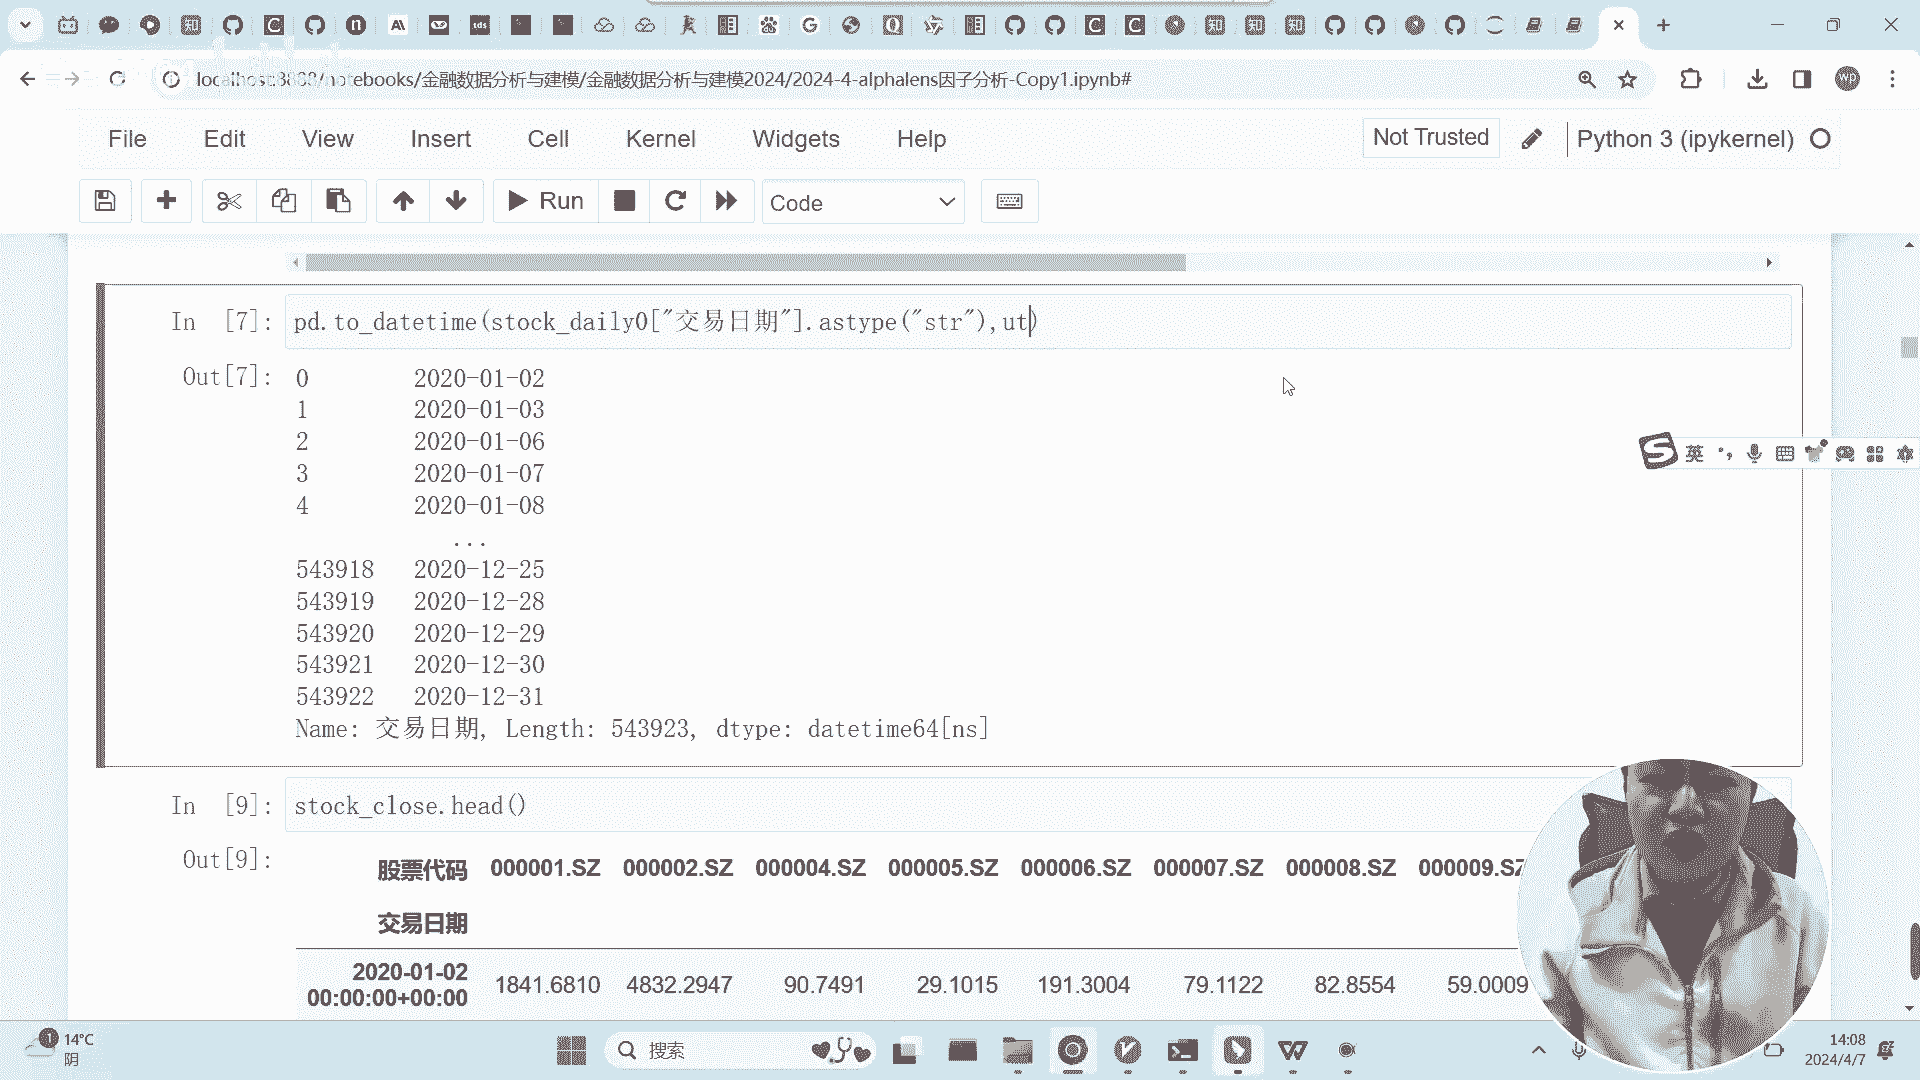 localhost:8888/notebooks/金融数据分析与建模/金融数据分析与建模2024/2024-4-alphalens因子分析-Copy1.ipynb#
File Edit View Insert Cell Kernel Widgets Help Not Trusted Python 3 (ipykernel)
Run Code
In [7]: pd.to_datetime(stock_daily0["交易日期"].astype("str"),ut)
Out[7]: 0 2020-01-02
1 2020-01-03
2 2020-01-06
3 2020-01-07
4 2020-01-08
...
543918 2020-12-25
543919 2020-12-28
543920 2020-12-29
543921 2020-12-30
543922 2020-12-31
Name: 交易日期, Length: 543923, dtype: datetime64[ns]
英
In [9]: stock_close.head()
Out[9]:
股票代码 000001.SZ 000002.SZ 000004.SZ 000005.SZ 000006.SZ 000007.SZ 000008.SZ 000009.SZ
交易日期
2020-01-02
00:00:00+00:00 1841.6810 4832.2947 90.7491 29.1015 191.3004 79.1122 82.8554 59.0009
14°C
阴
搜索
14:08
2024/4/7